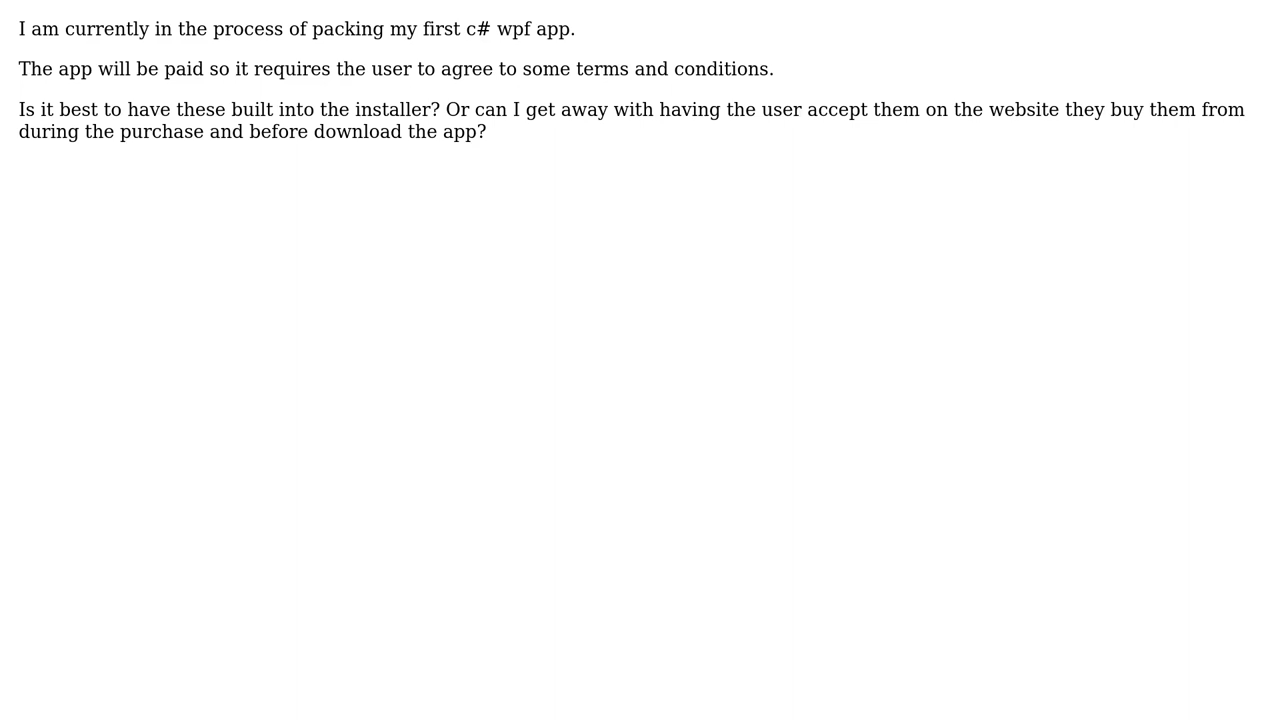 I am currently in the process of packing my first c# wpf app.
The app will be paid so it requires the user to agree to some terms and conditions.
Is it best to have these built into the installer? Or can I get away with having the user accept them on the website they buy them from
during the purchase and before download the app?